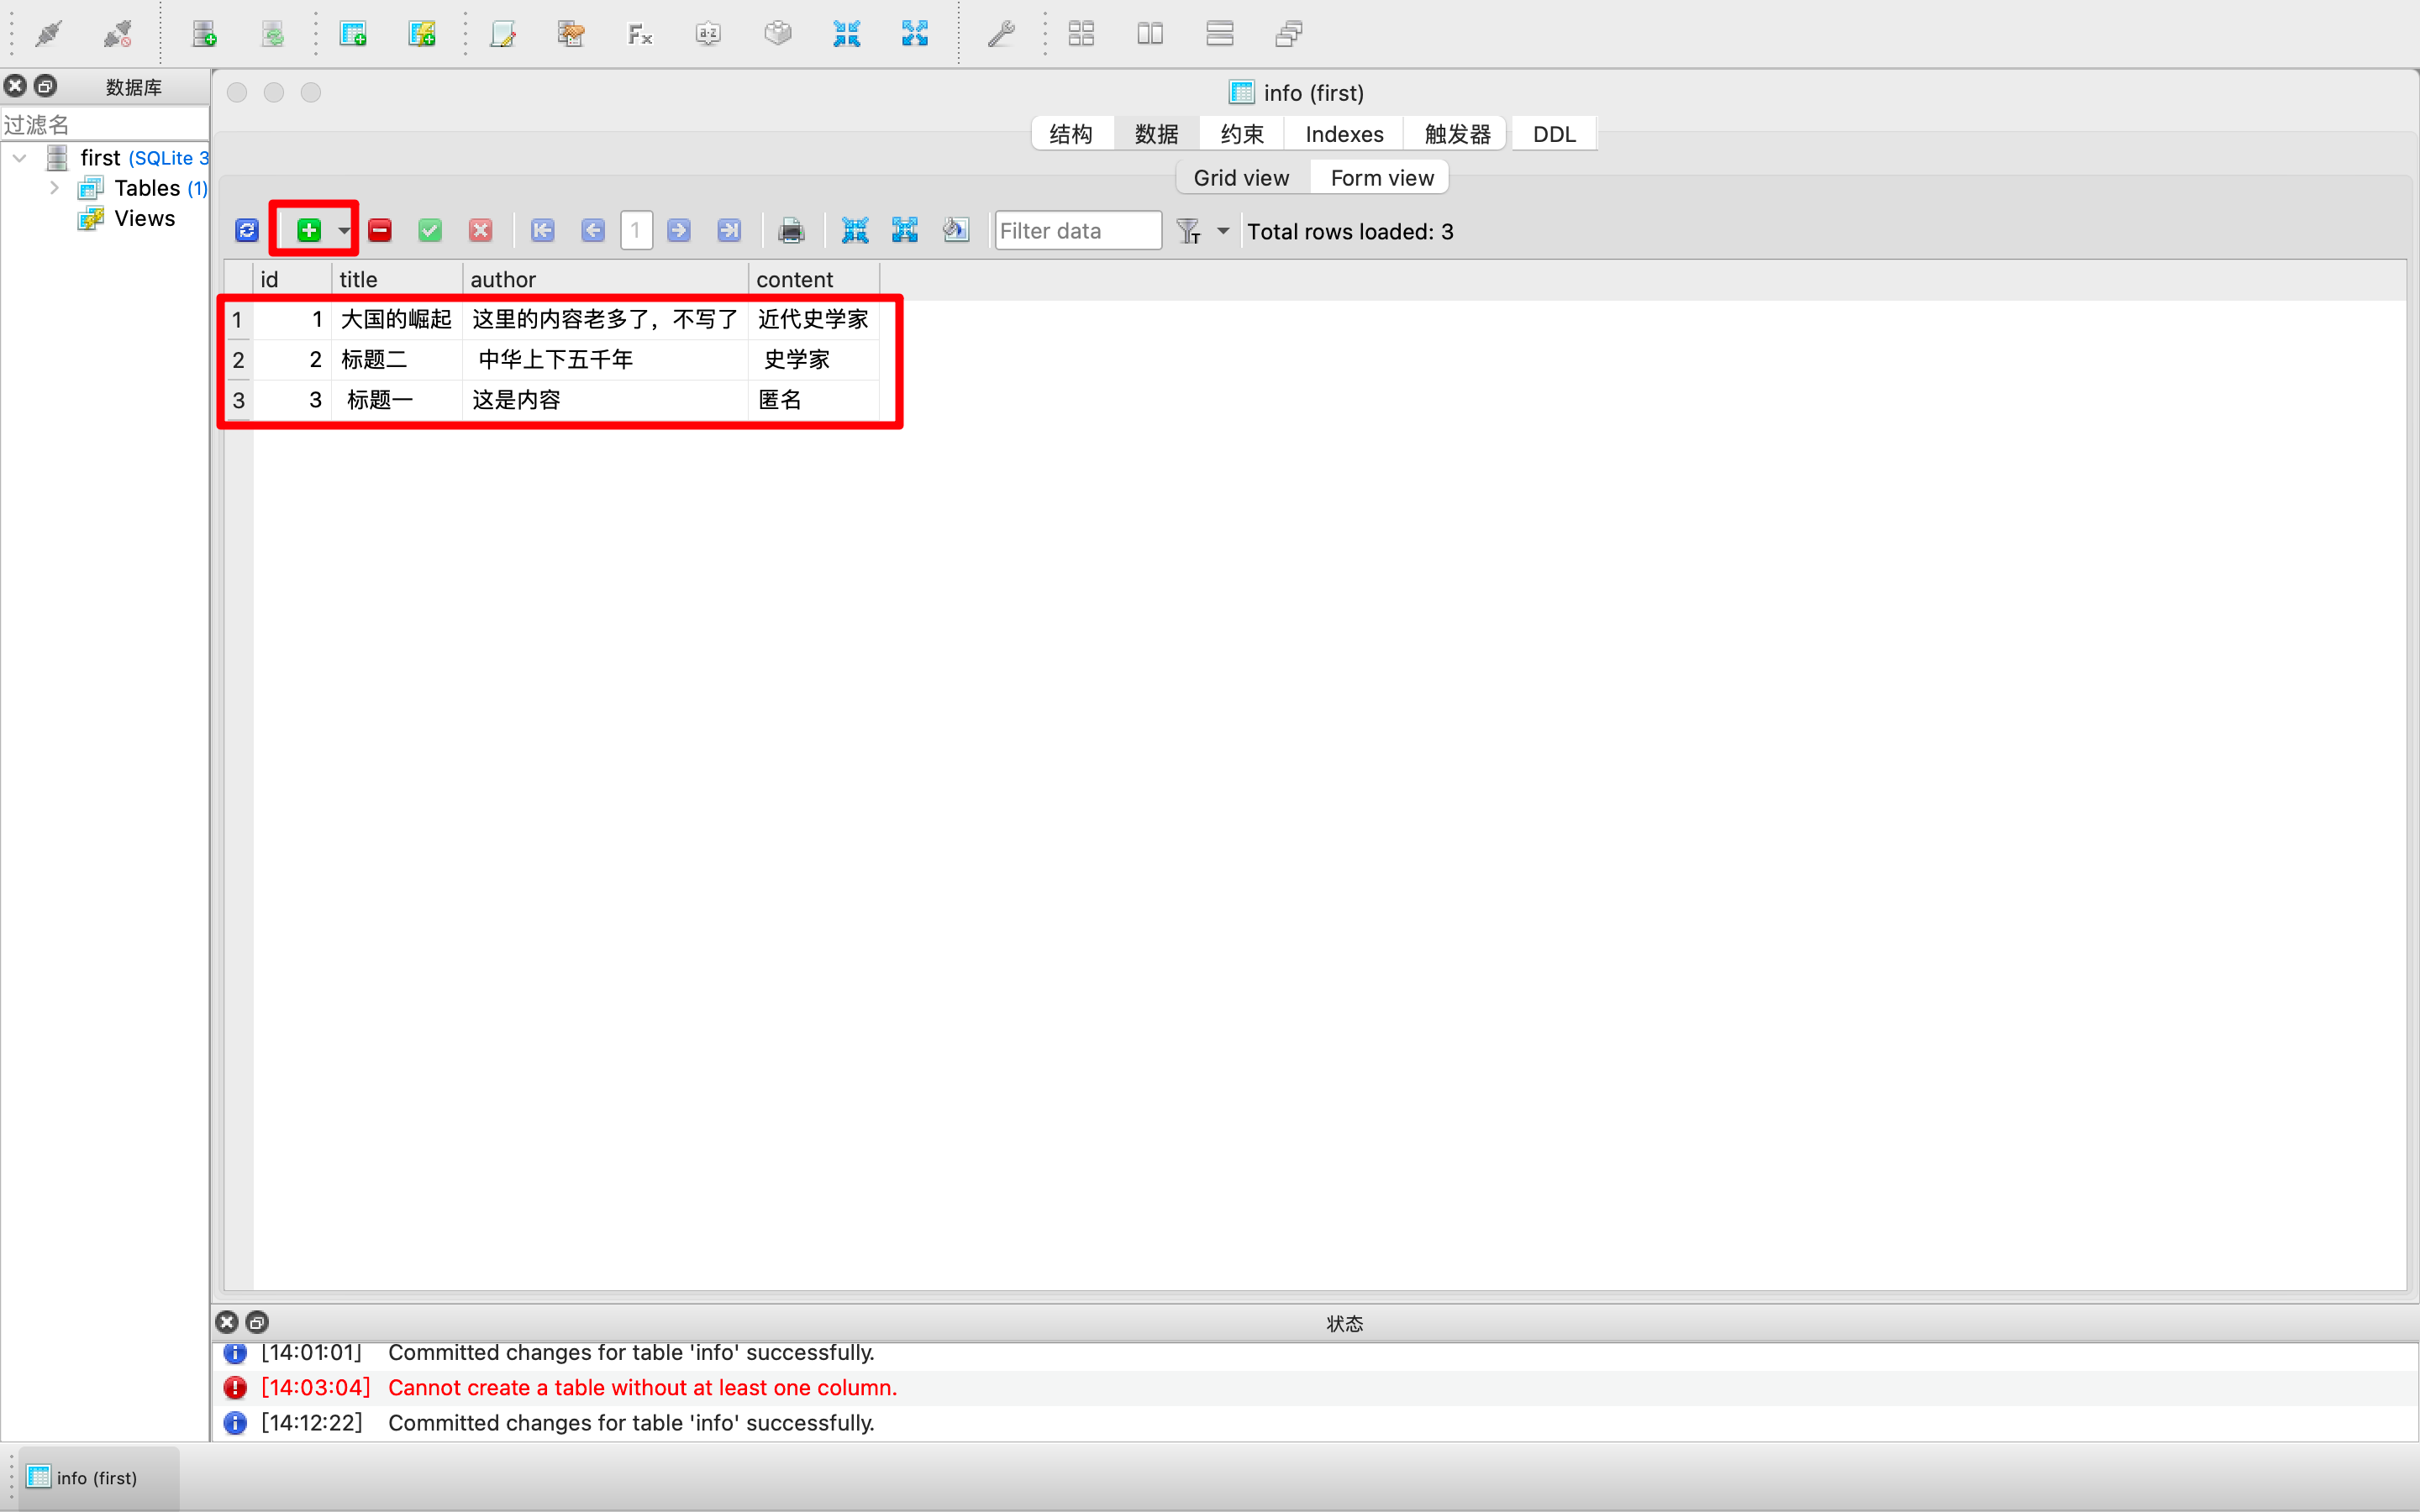 Fx
a-z
数据库
过滤名
first (SQLite 3
Tables (1)
Views
info (first)
结构 数据 约束 Indexes 触发器 DDL
Grid view Form view
1 Filter data T Total rows loaded: 3
id title author content
1 1 大国的崛起 这里的内容老多了，不写了 近代史学家
2 2 标题二 中华上下五千年 史学家
3 3 标题一 这是内容 匿名
状态
[14:01:01] Committed changes for table 'info' successfully.
[14:03:04] Cannot create a table without at least one column.
[14:12:22] Committed changes for table 'info' successfully.
info (first)